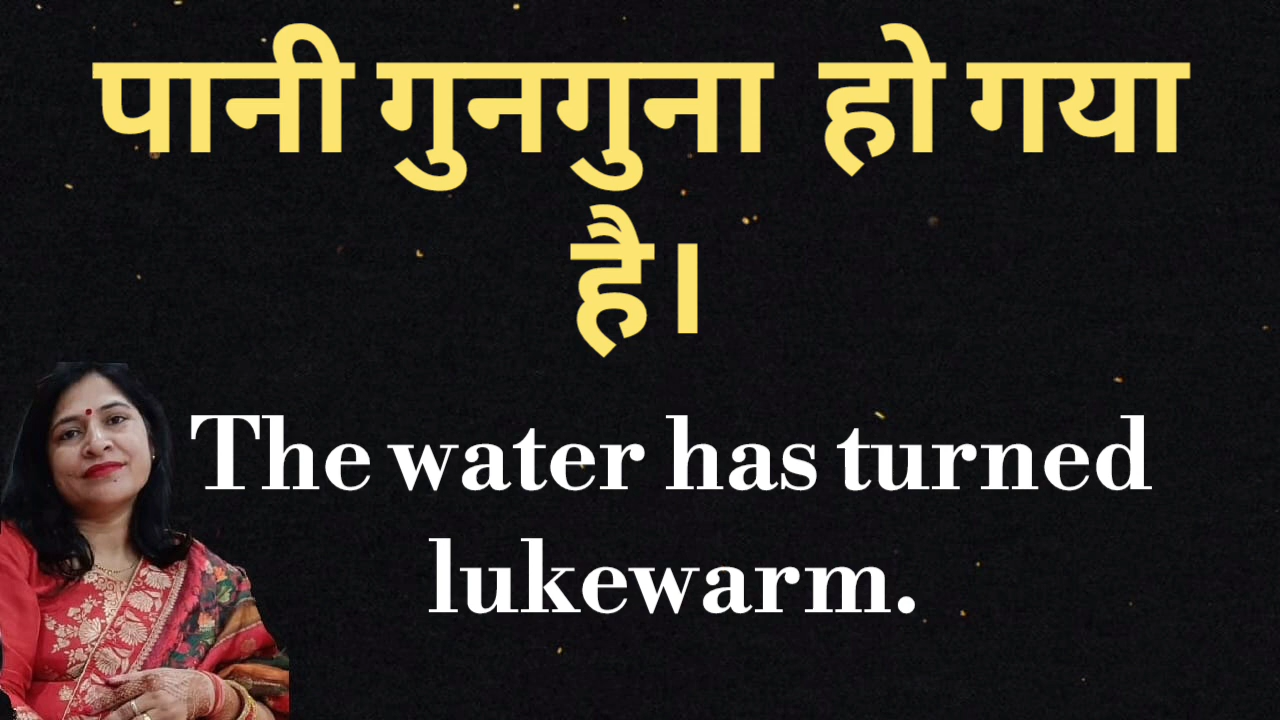 पानी गुनगुना हो गया
है।
The water has turned
lukewarm.